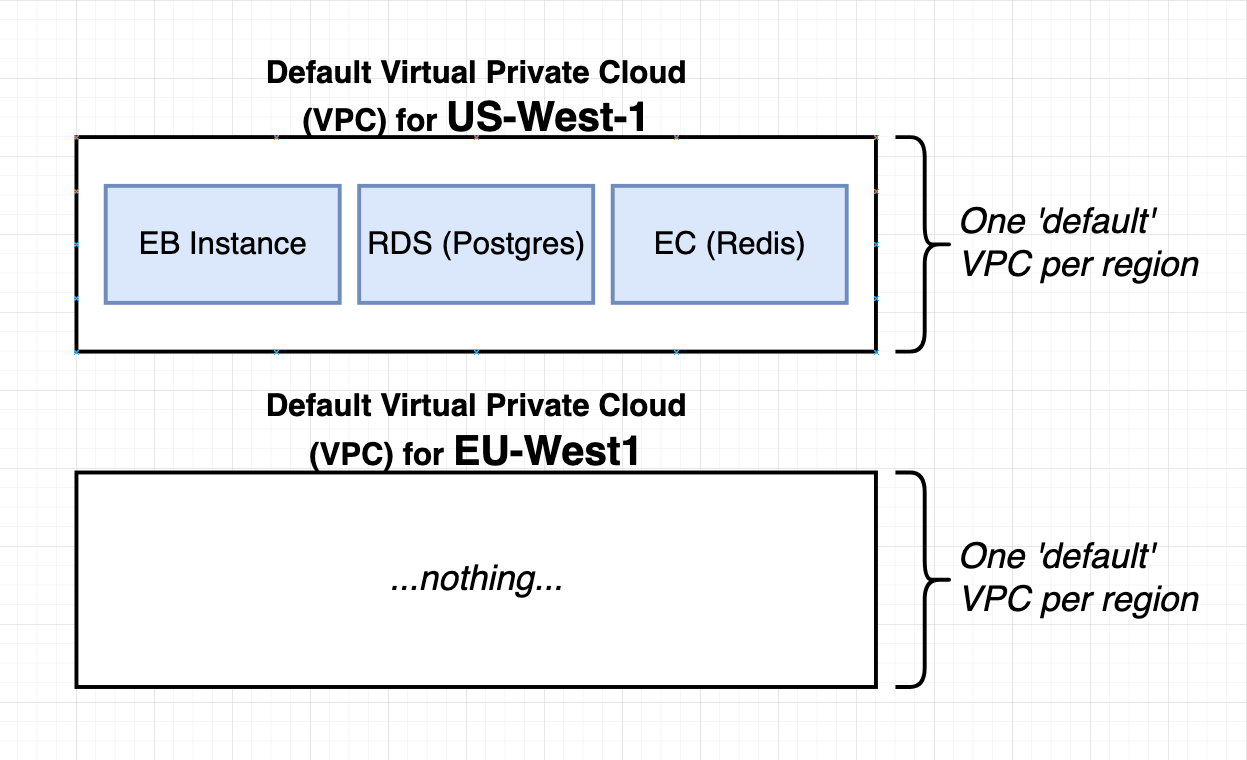 Default Virtual Private Cloud
(VPC) for US-West-1
EB Instance
RDS (Postgres)
EC (Redis)
One 'default'
VPC per region
Default Virtual Private Cloud
(VPC) for EU-West1
...nothing...
One 'default'
VPC per region